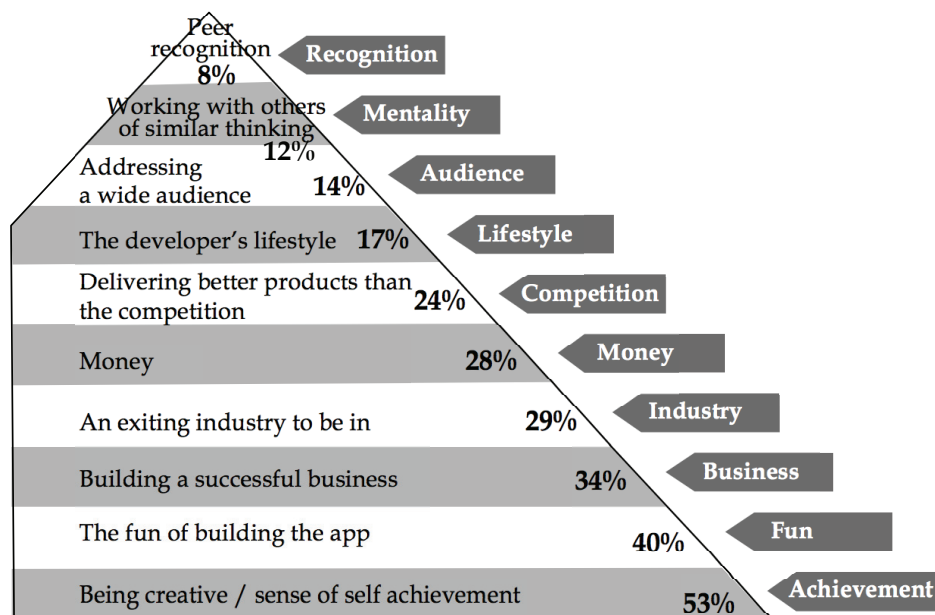 Peer
recognition
8%
Recognition
Working with others
of similar thinking
12%
Mentality
Addressing
a wide audience
14%
Audience
The developer's lifestyle 17%
Lifestyle
Delivering better products than
the competition
24%
Competition
Money 28%
Money
An exiting industry to be in 29%
Industry
Building a successful business 34%
Business
The fun of building the app 40%
Fun
Being creative / sense of self achievement 53%
Achievement